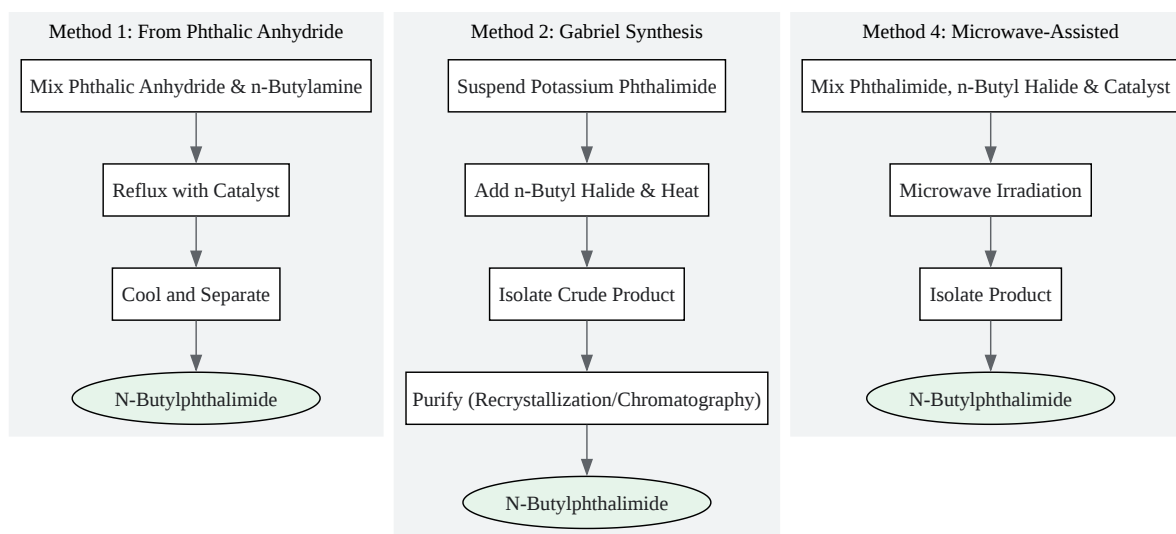 Method 1: From Phthalic Anhydride
Mix Phthalic Anhydride & n-Butylamine
Reflux with Catalyst
Cool and Separate
N-Butylphthalimide
Method 2: Gabriel Synthesis
Suspend Potassium Phthalimide
Add n-Butyl Halide & Heat
Isolate Crude Product
Purify (Recrystallization/Chromatography)
N-Butylphthalimide
Method 4: Microwave-Assisted
Mix Phthalimide, n-Butyl Halide & Catalyst
Microwave Irradiation
Isolate Product
N-Butylphthalimide